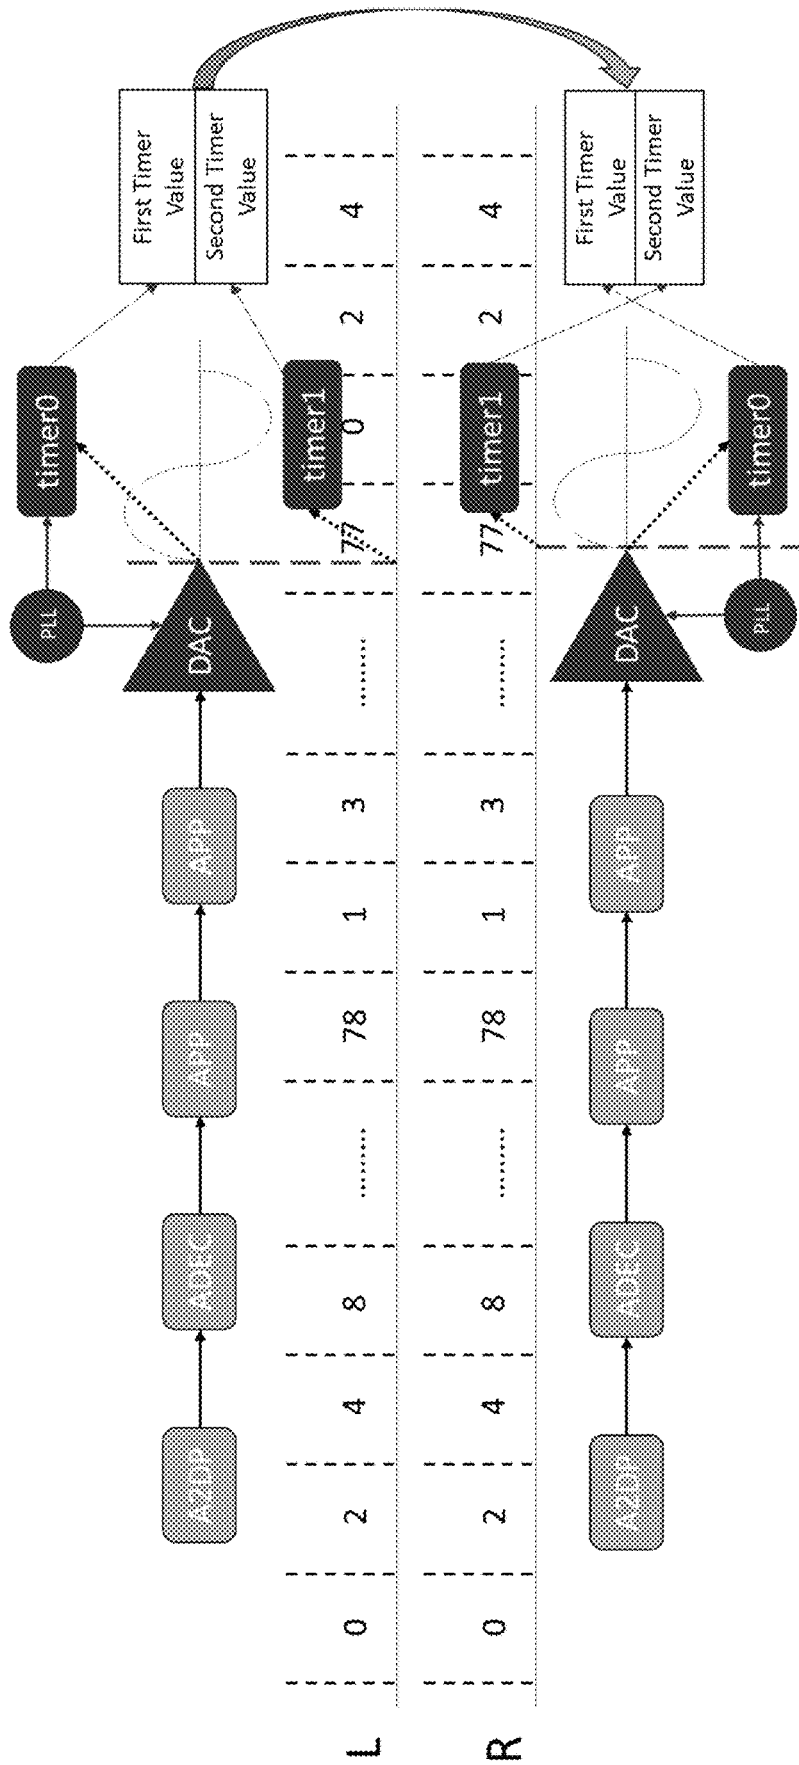 PLL
timer0
First Timer
Value
Second Timer
Value
A2DP
ADEC
APP
APP
DAC
timer1
L
0
2
4
8
.........
78
1
3
.........
77
0
2
4
R
0
2
4
8
.........
78
1
3
.........
77
2
4
timer1
A2DP
ADEC
APP
APP
DAC
First Timer
Value
Second Timer
Value
PLL
timer0